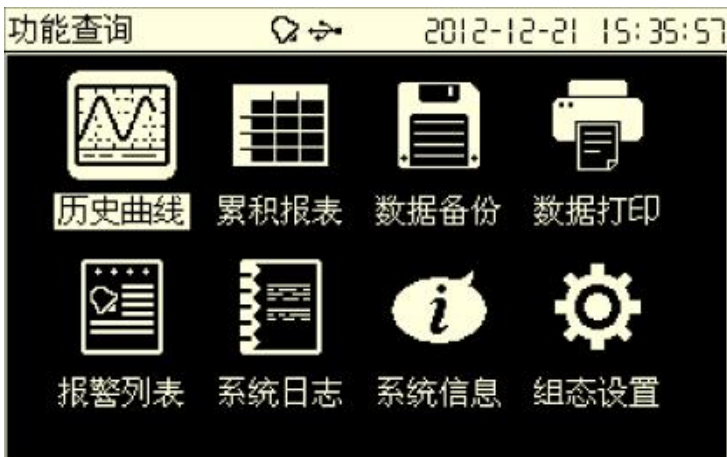 功能查询 2012-12-21 15:35:57
历史曲线 累积报表 数据备份 数据打印
报警列表 系统日志 系统信息 组态设置